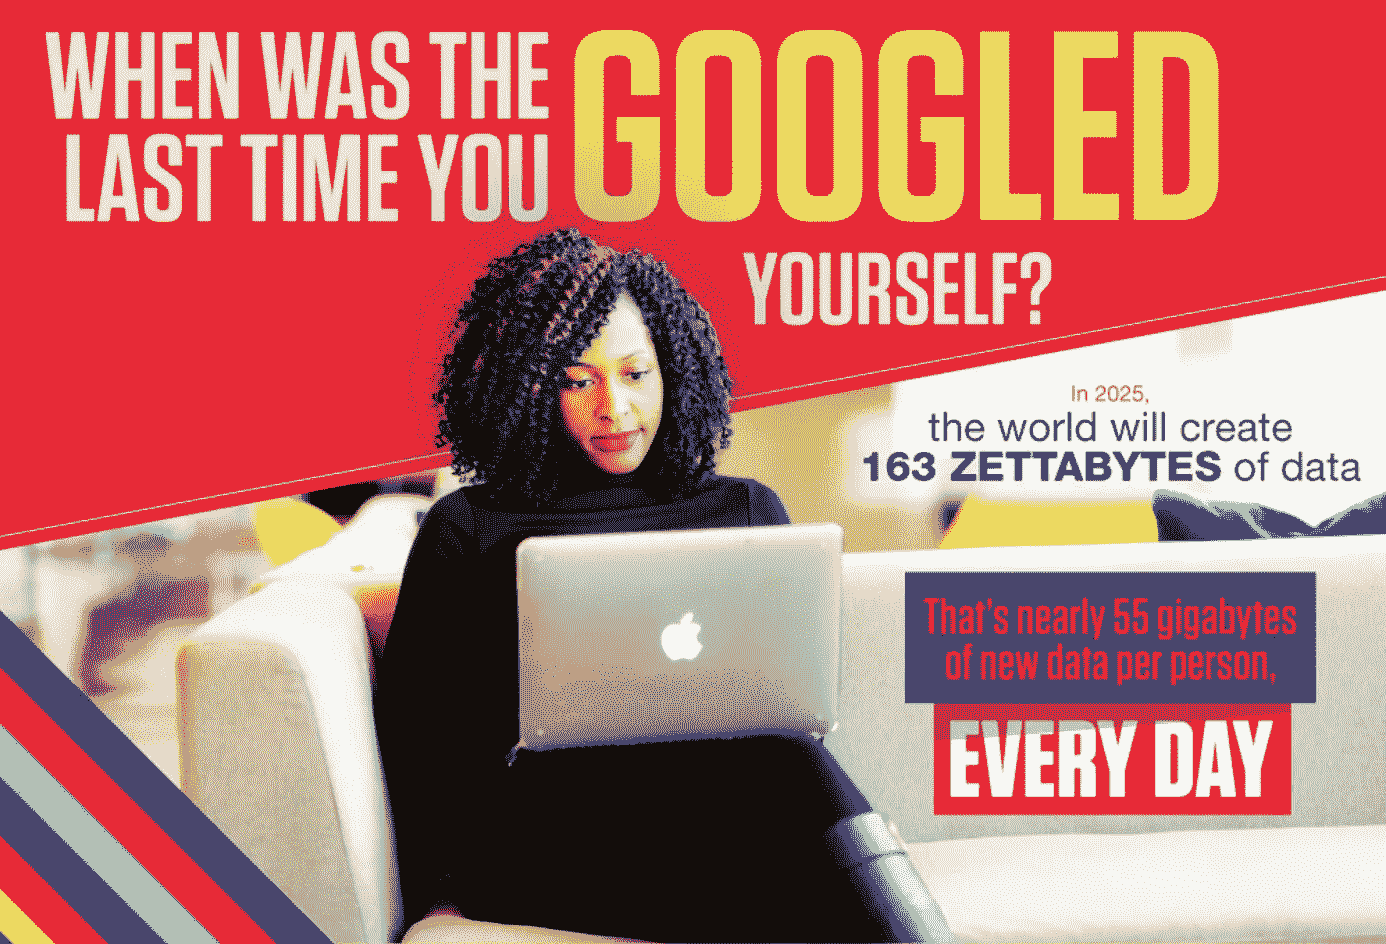 WHEN WAS THE
LAST TIME YOU
GOOGLED
YOURSELF?
In 2025,
the world will create
163 ZETTABYTES of data
That's nearly 55 gigabytes
of new data per person,
EVERY DAY